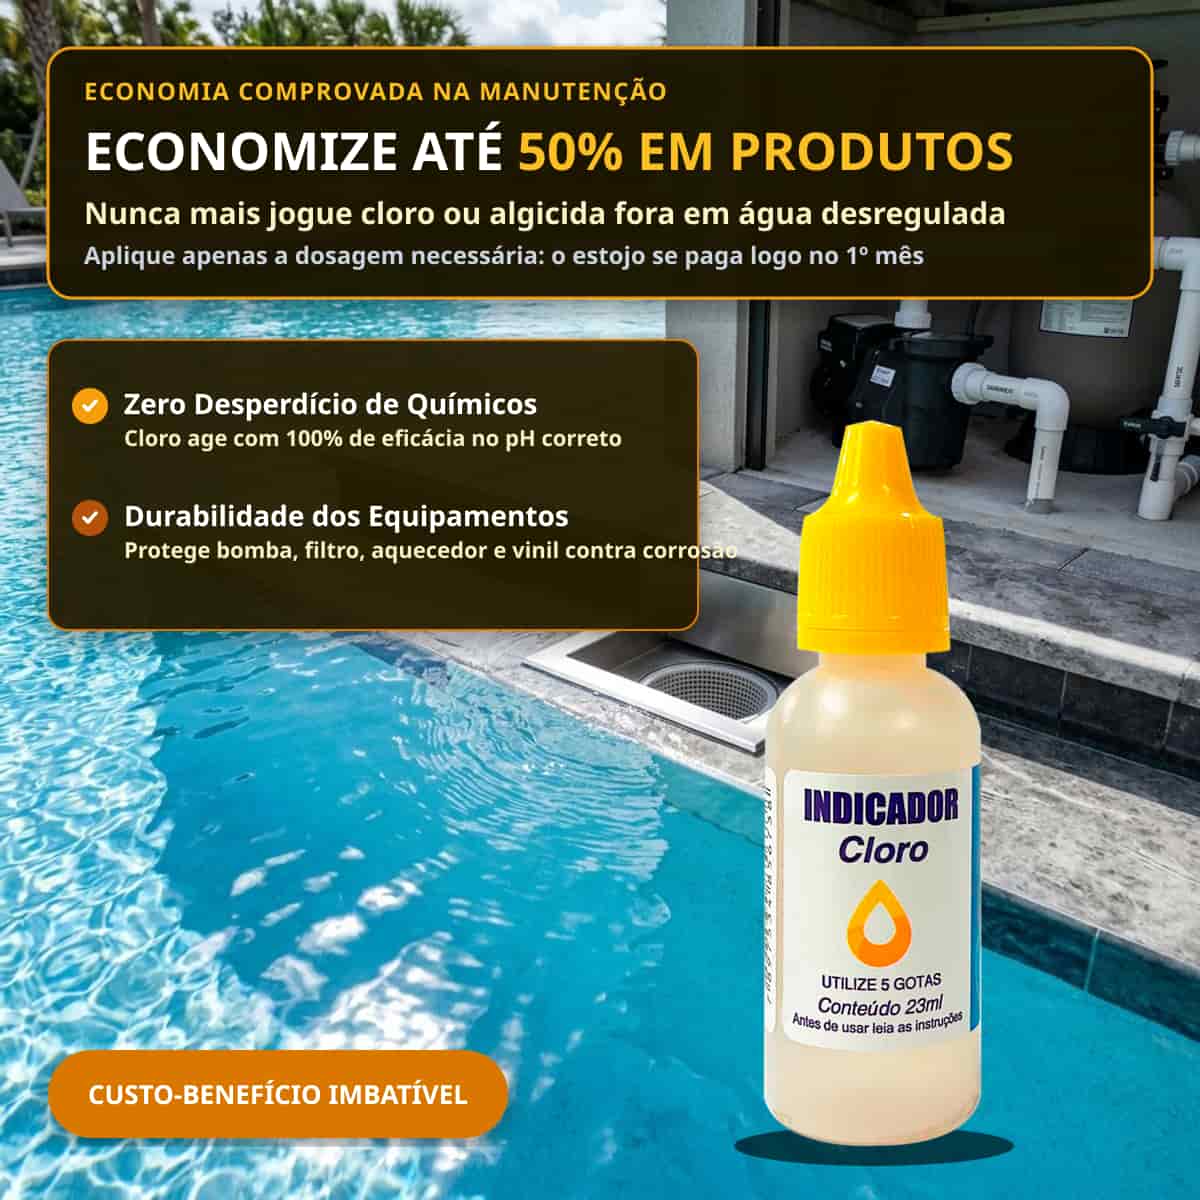 ECONOMIA COMPROVADA NA MANUTENÇÃO
ECONOMIZE ATÉ 50% EM PRODUTOS
Nunca mais jogue cloro ou algicida fora em água desregulada
Aplique apenas a dosagem necessária: o estojo se paga logo no 1º mês
Zero Desperdício de Químicos
Cloro age com 100% de eficácia no pH correto
Durabilidade dos Equipamentos
Protege bomba, filtro, aquecedor e vinil contra corrosão
INDICADOR
Cloro
UTILIZE 5 GOTAS
Conteúdo 23ml
Antes de usar leia as instruções
CUSTO-BENEFÍCIO IMBATÍVEL